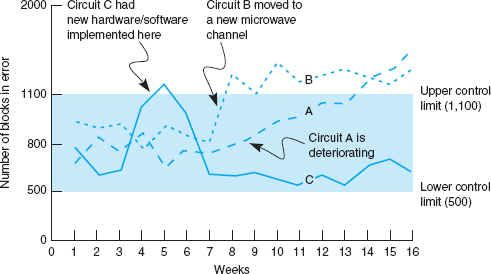 Circuit C had
new hardware/software
implemented here
Circuit B moved to
a new microwave
channel
2000
1100
800
500
0
Number of blocks in error
B
A
C
Circuit A is
deteriorating
Upper control
limit (1,100)
Lower control
limit (500)
0 1 2 3 4 5 6 7 8 9 10 11 12 13 14 15 16
Weeks